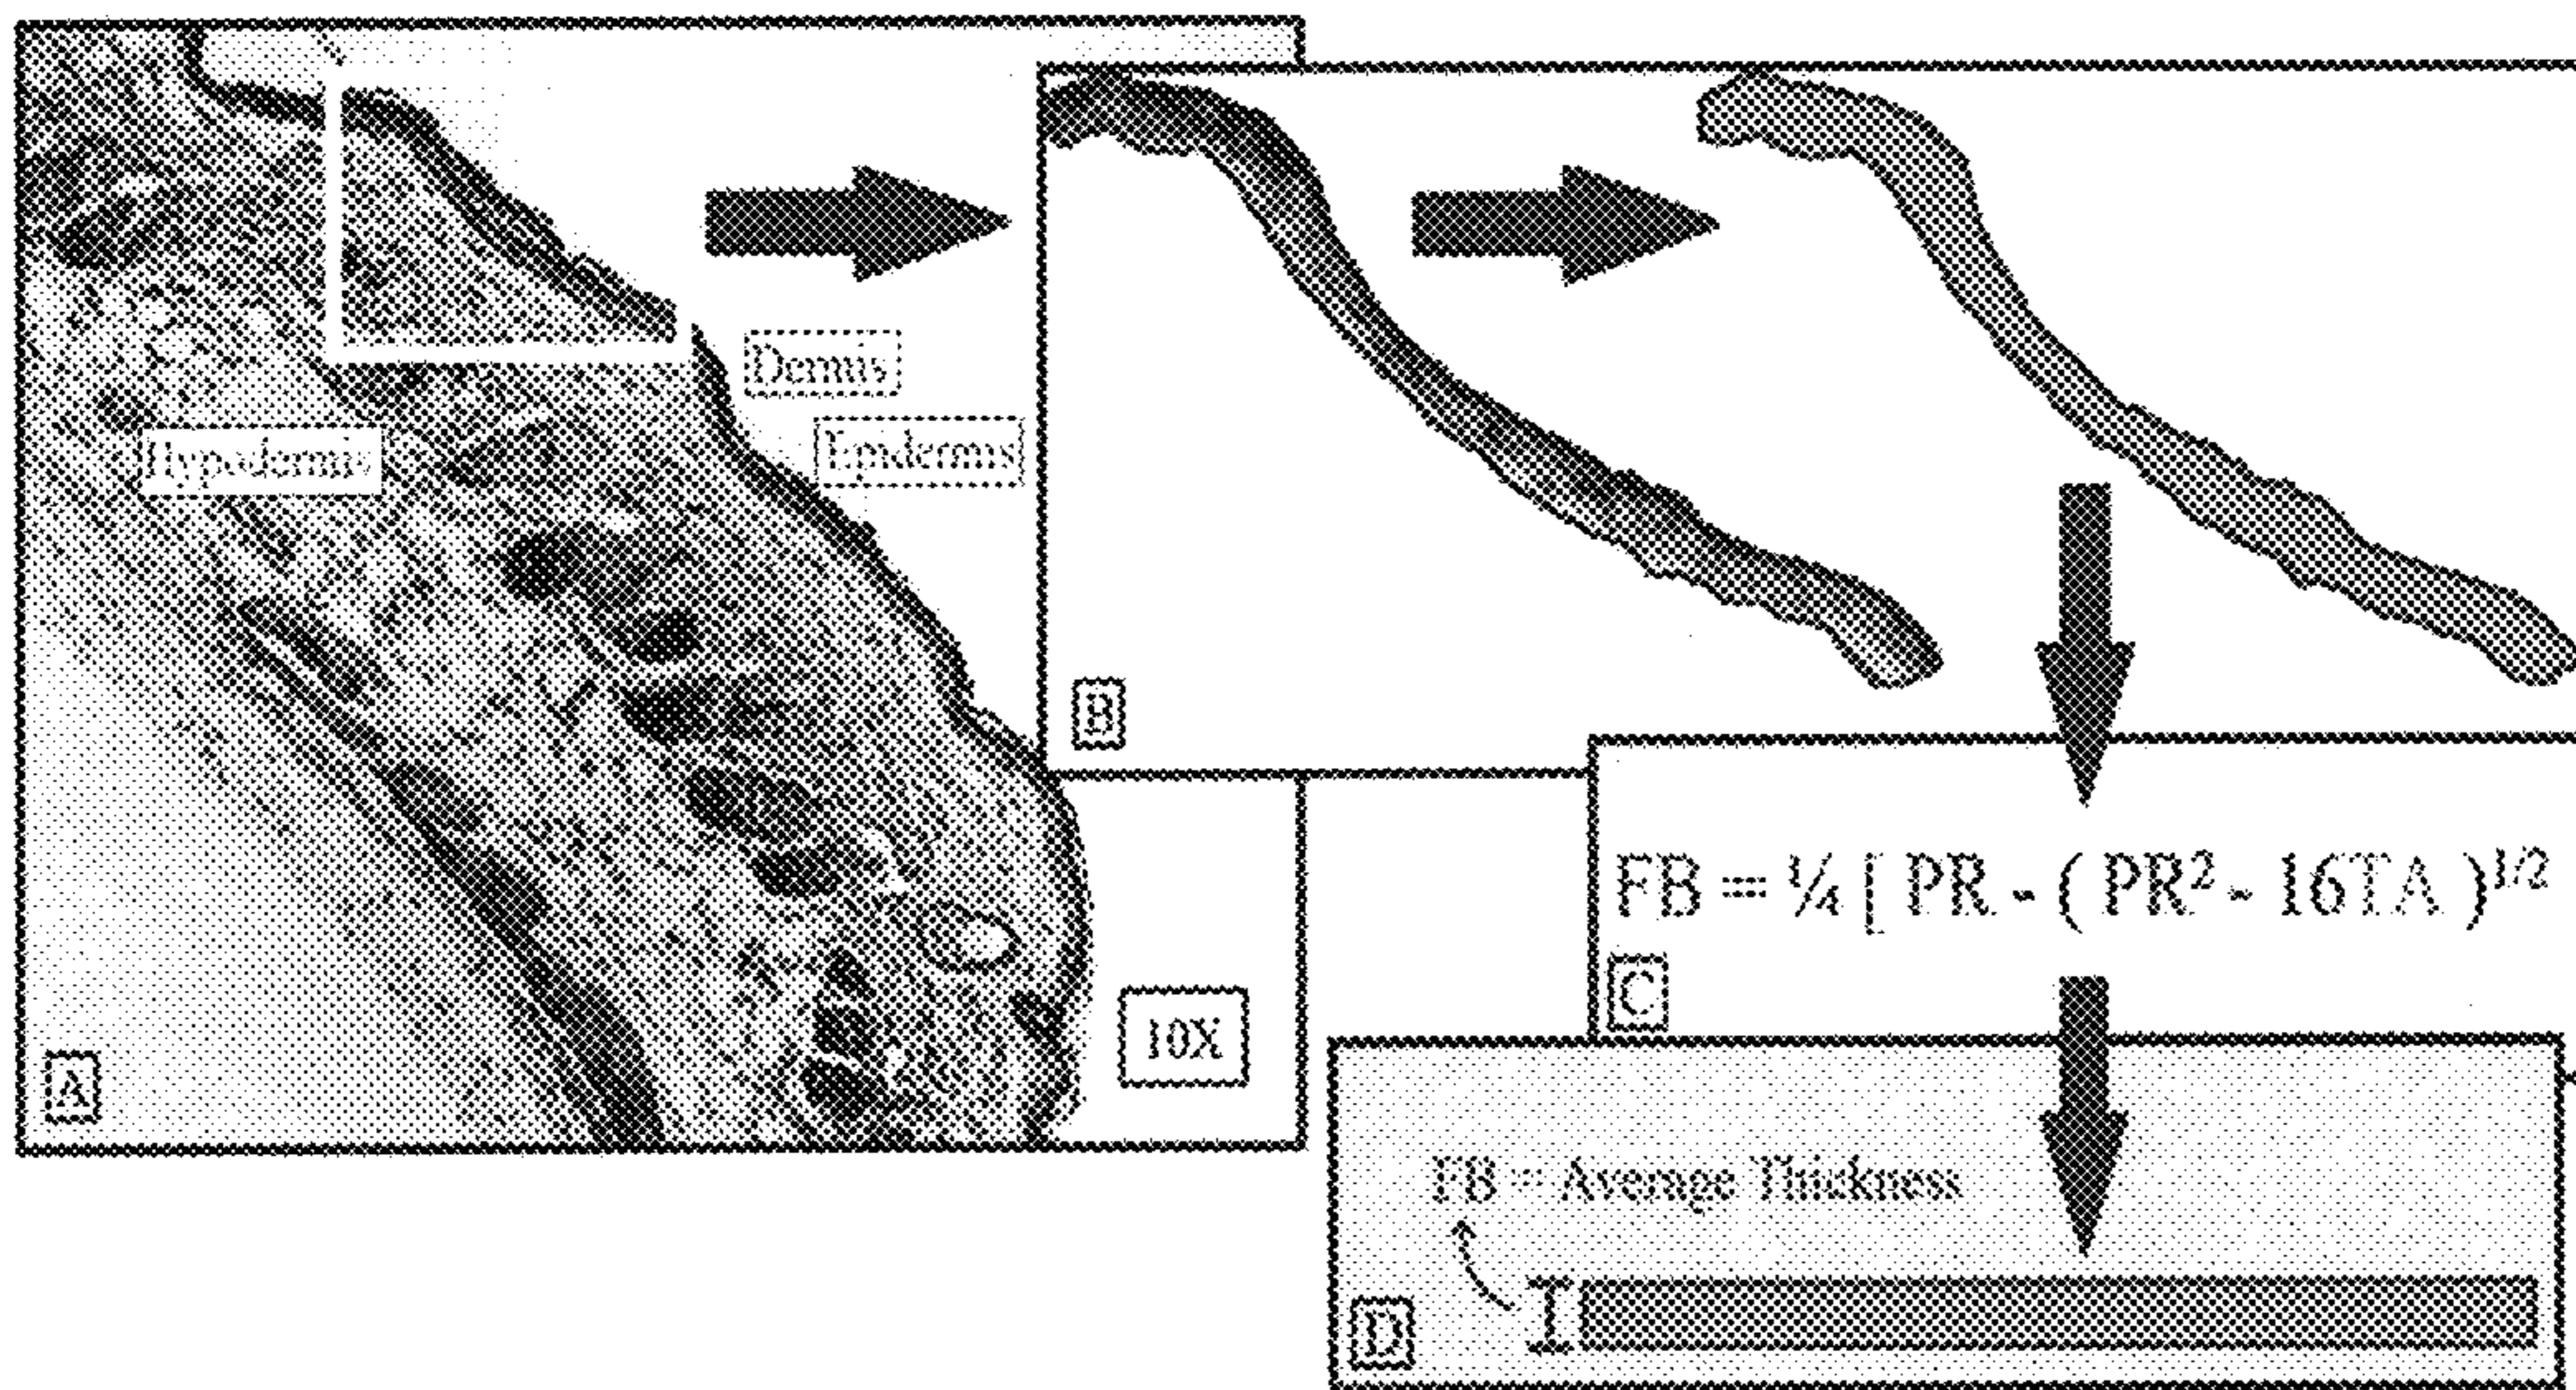 Dermis
Epidermis
Hypodermis
B
FB = ¼ [ PR - ( PR² - 16TA )^1/2
C
10X
A
FB = Average Thickness
D